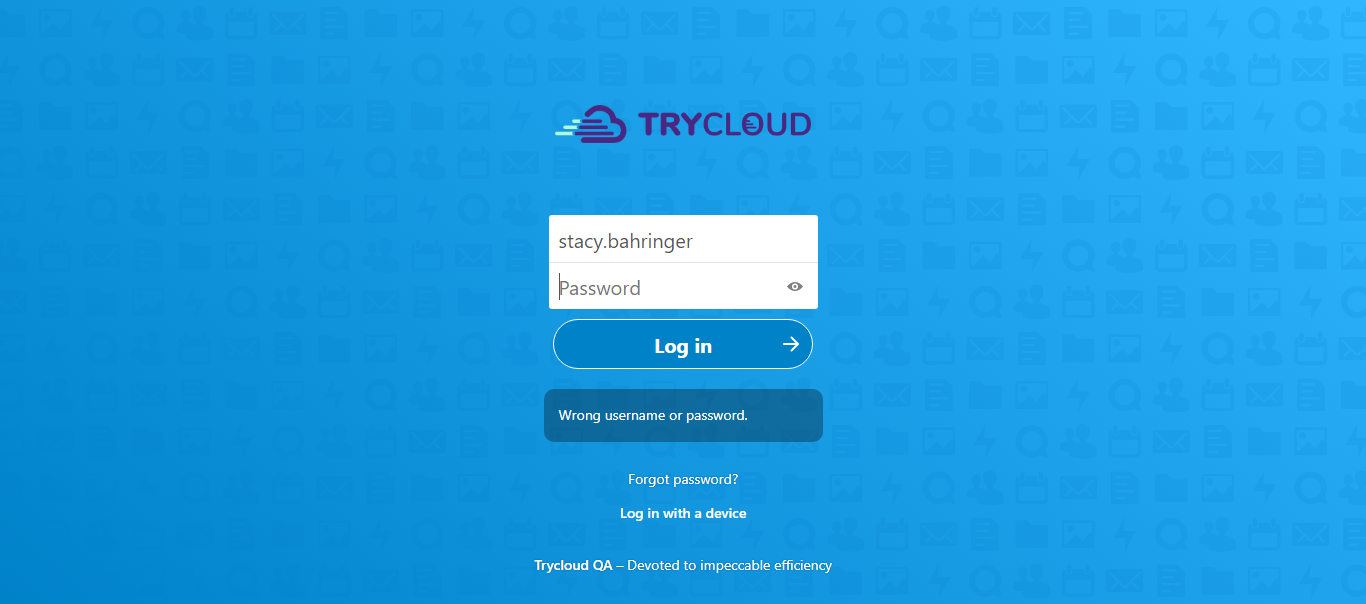 TRYCLOUD
stacy.bahringer
Password
Log in
Wrong username or password.
Forgot password?
Log in with a device
Trycloud QA – Devoted to impeccable efficiency